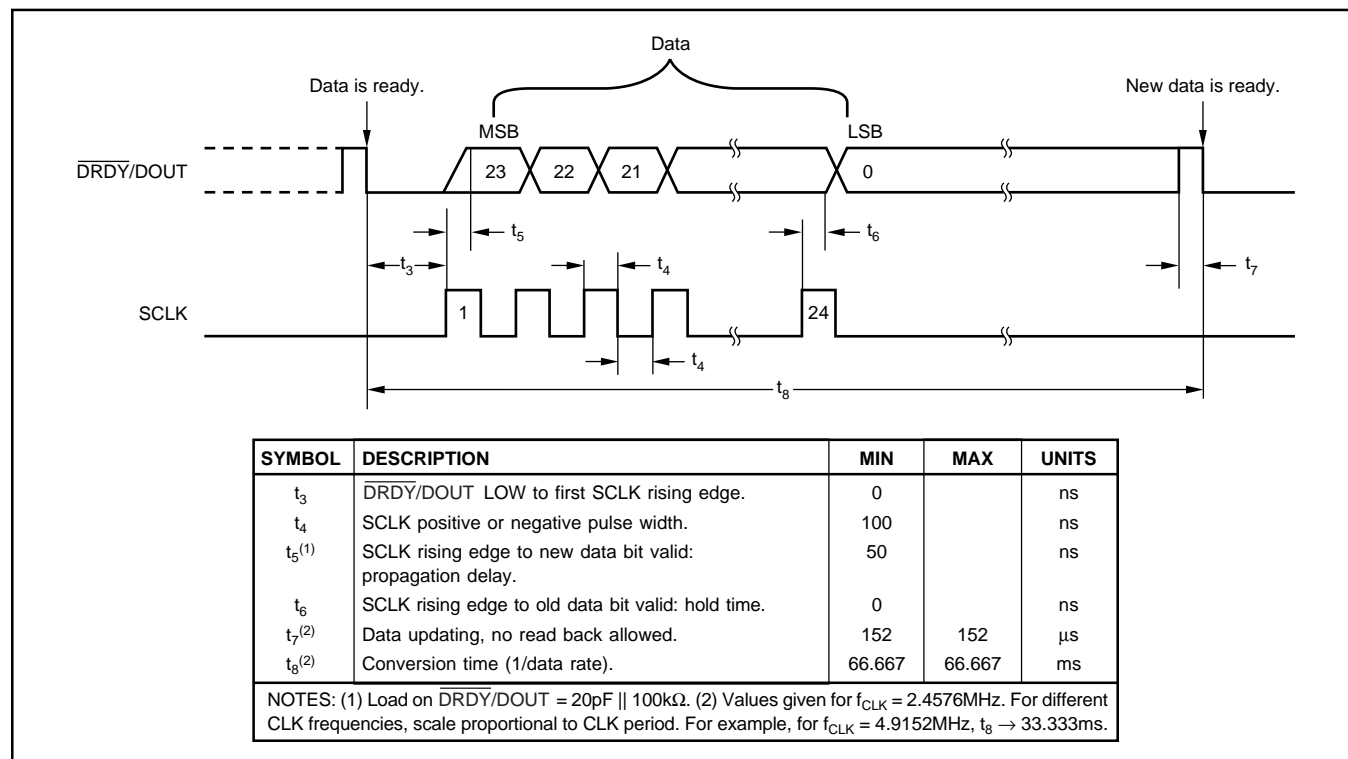 Data
Data is ready.
New data is ready.
MSB
LSB
DRDY/DOUT
23
22
21
0
t5
t6
t3
t4
t7
SCLK
1
24
t4
t8
SYMBOL DESCRIPTION MIN MAX UNITS
t3 DRDY/DOUT LOW to first SCLK rising edge. 0 ns
t4 SCLK positive or negative pulse width. 100 ns
t5(1) SCLK rising edge to new data bit valid: 50 ns
propagation delay.
t6 SCLK rising edge to old data bit valid: hold time. 0 ns
t7(2) Data updating, no read back allowed. 152 152 μs
t8(2) Conversion time (1/data rate). 66.667 66.667 ms
NOTES: (1) Load on DRDY/DOUT = 20pF || 100kΩ. (2) Values given for fCLK = 2.4576MHz. For different
CLK frequencies, scale proportional to CLK period. For example, for fCLK = 4.9152MHz, t8 → 33.333ms.